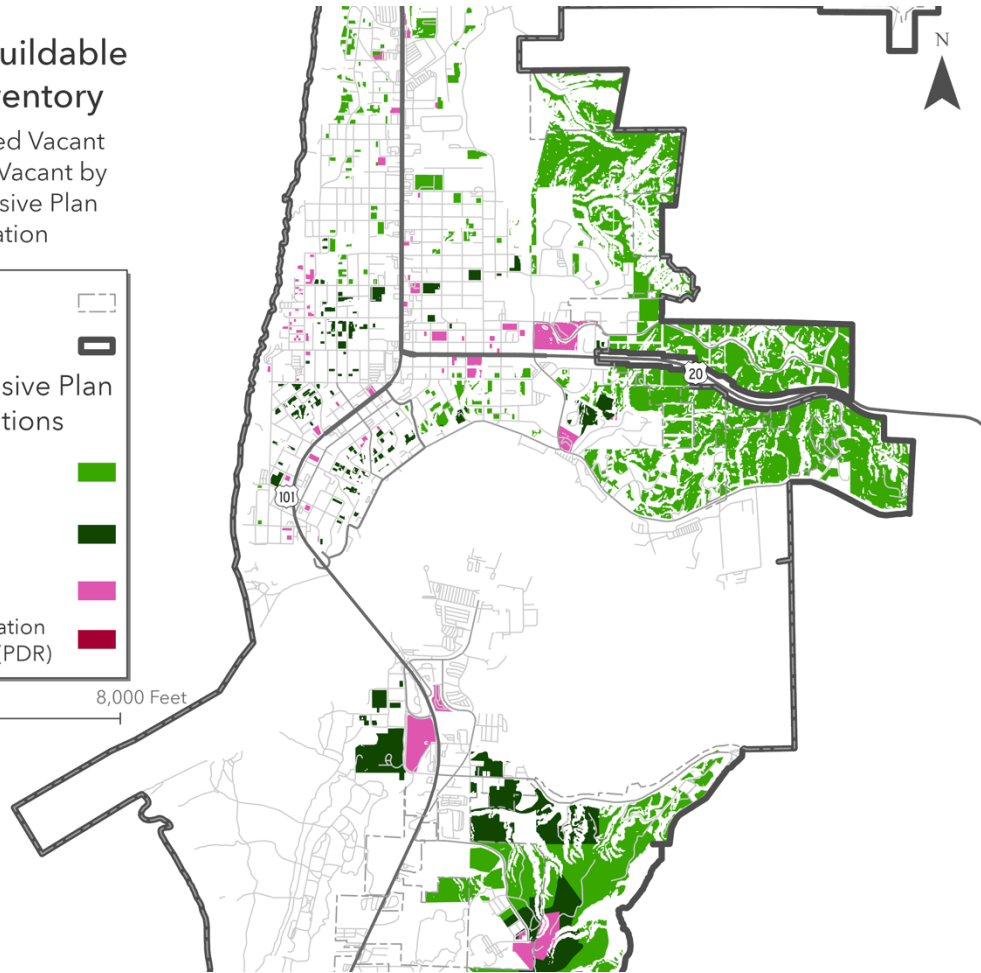 uildable
entory
ed Vacant
Vacant by
sive Plan
ation
sive Plan
tions
ation
(PDR)
8,000 Feet
N
20
101